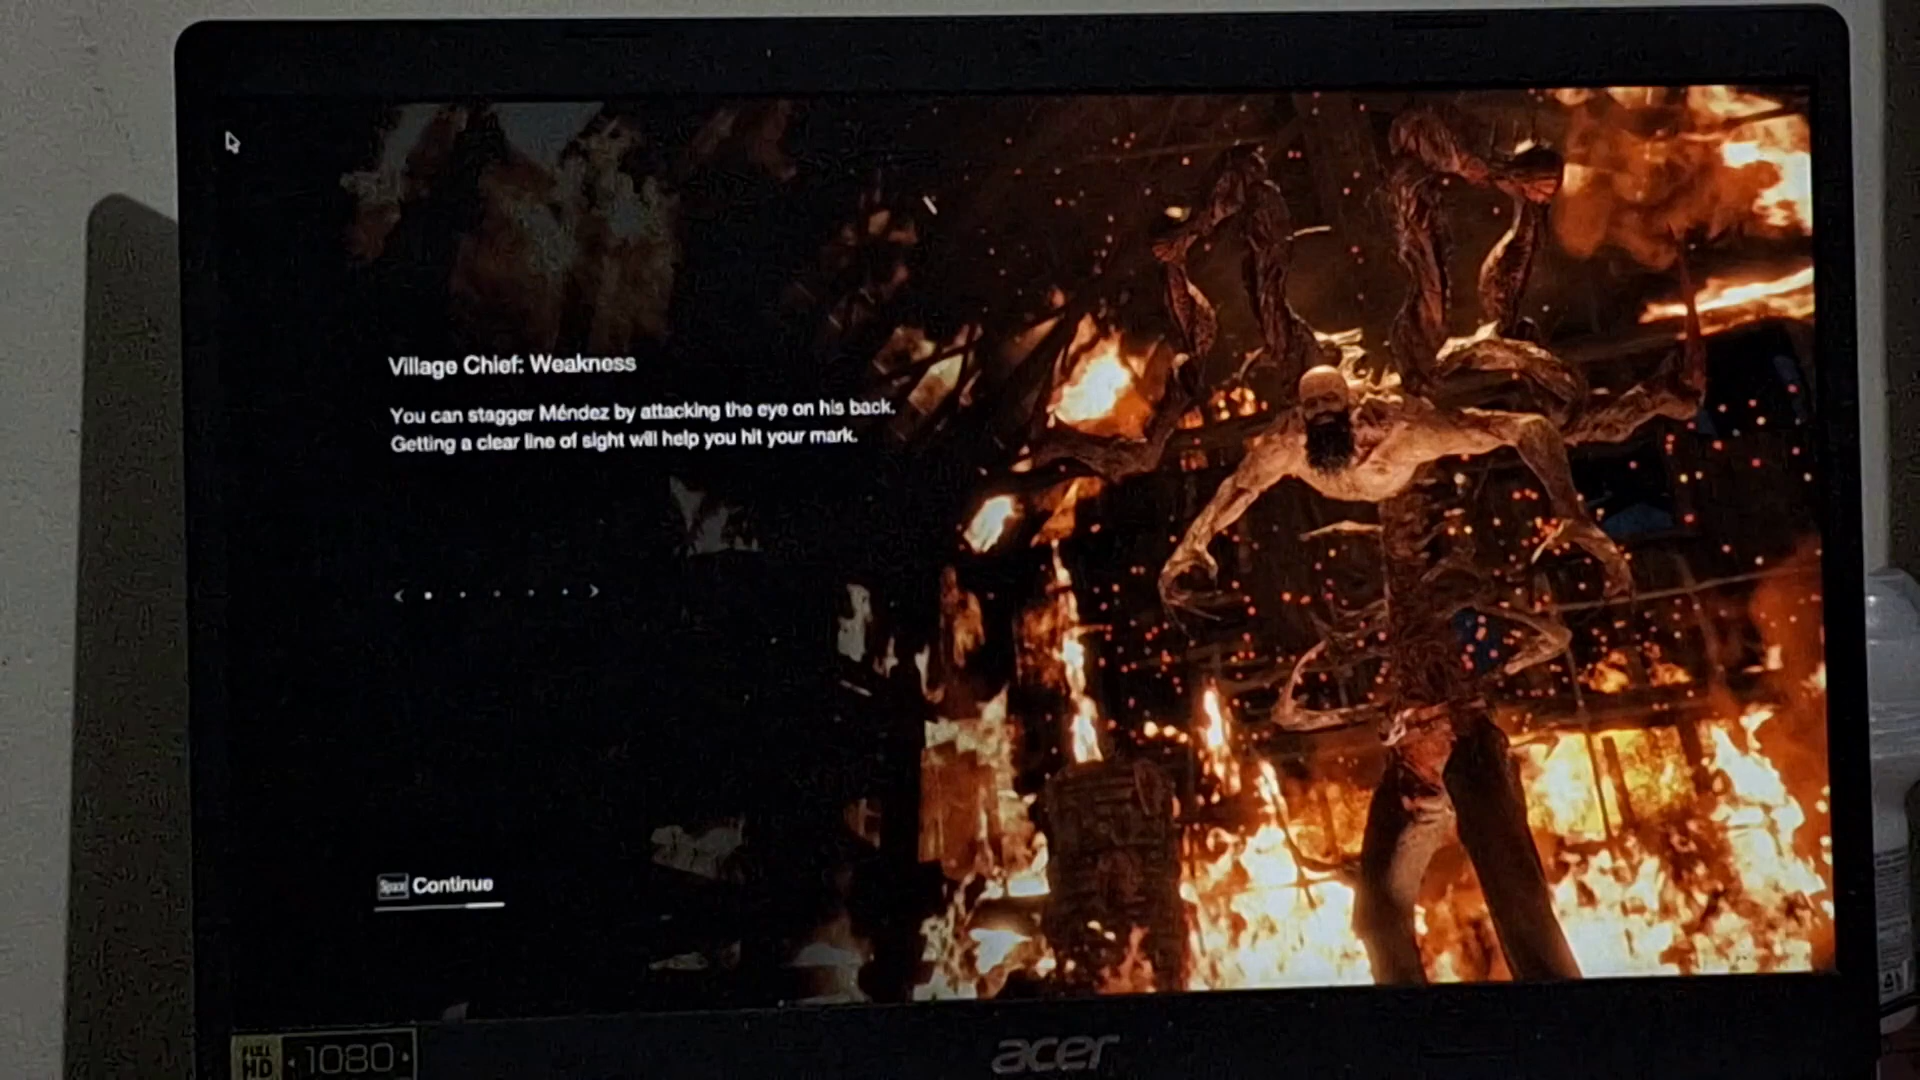 Village Chief: Weakness
You can stagger Méndez by attacking the eye on his back.
Getting a clear line of sight will help you hit your mark.
Space Continue
FULL HD 1080
acer